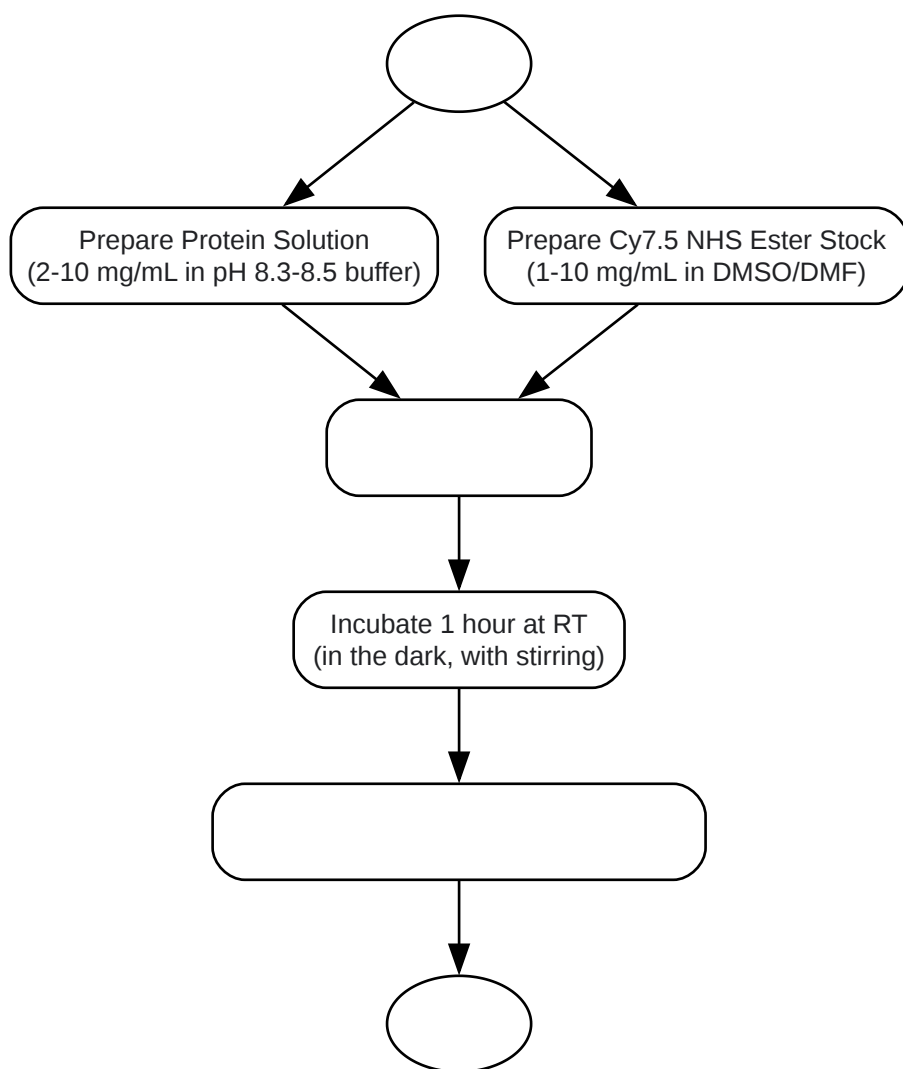 Prepare Protein Solution
(2-10 mg/mL in pH 8.3-8.5 buffer)
Prepare Cy7.5 NHS Ester Stock
(1-10 mg/mL in DMSO/DMF)
Incubate 1 hour at RT
(in the dark, with stirring)